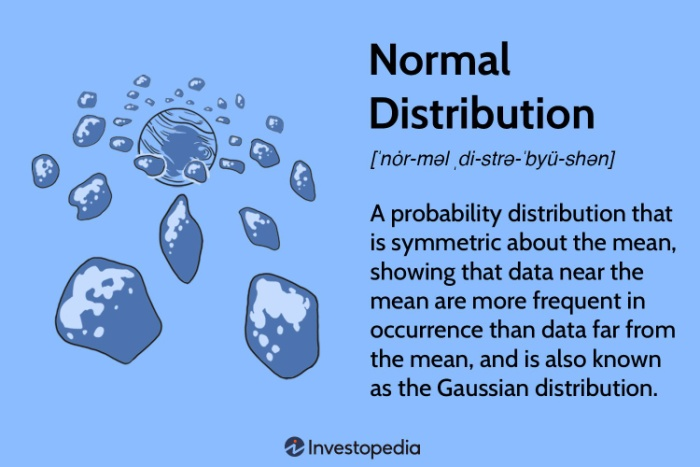 Normal
Distribution
[ˈnȯr-məl ˌdi-strə-ˈbyü-shən]
A probability distribution that
is symmetric about the mean,
showing that data near the
mean are more frequent in
occurrence than data far from
the mean, and is also known
as the Gaussian distribution.
Investopedia